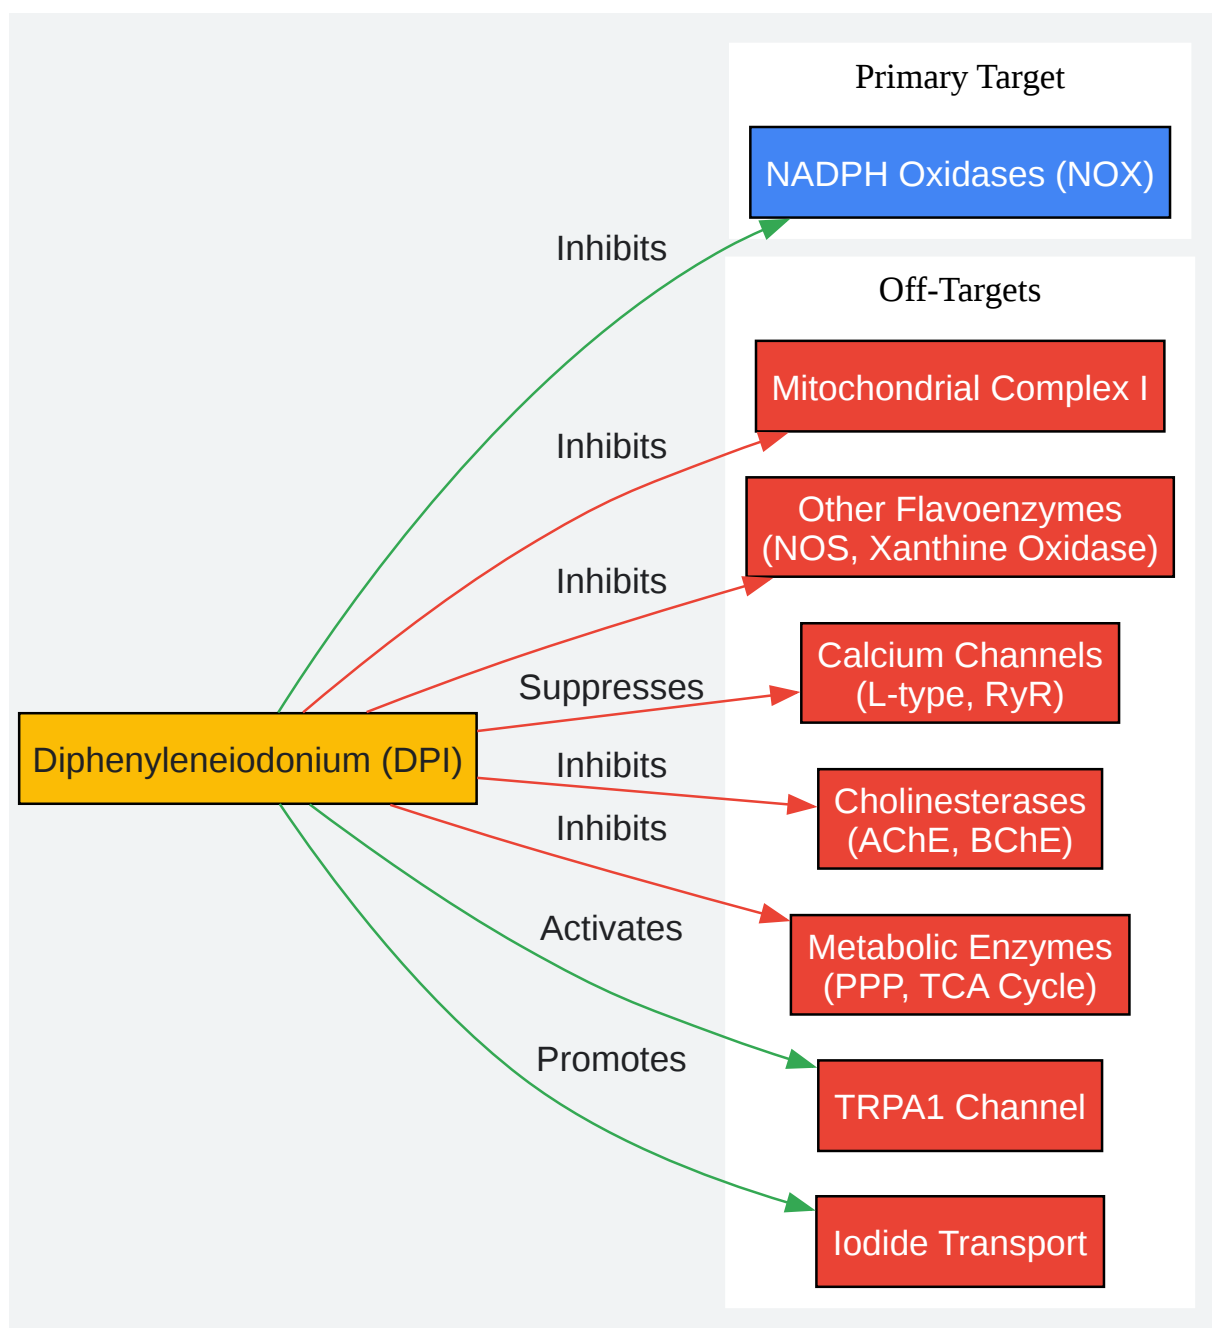 Primary Target
NADPH Oxidases (NOX)
Inhibits
Off-Targets
Mitochondrial Complex I
Inhibits
Other Flavoenzymes
(NOS, Xanthine Oxidase)
Inhibits
Calcium Channels
(L-type, RyR)
Suppresses
Diphenyleneiodonium (DPI)
Inhibits
Cholinesterases
(AChE, BChE)
Inhibits
Metabolic Enzymes
(PPP, TCA Cycle)
Activates
TRPA1 Channel
Promotes
Iodide Transport